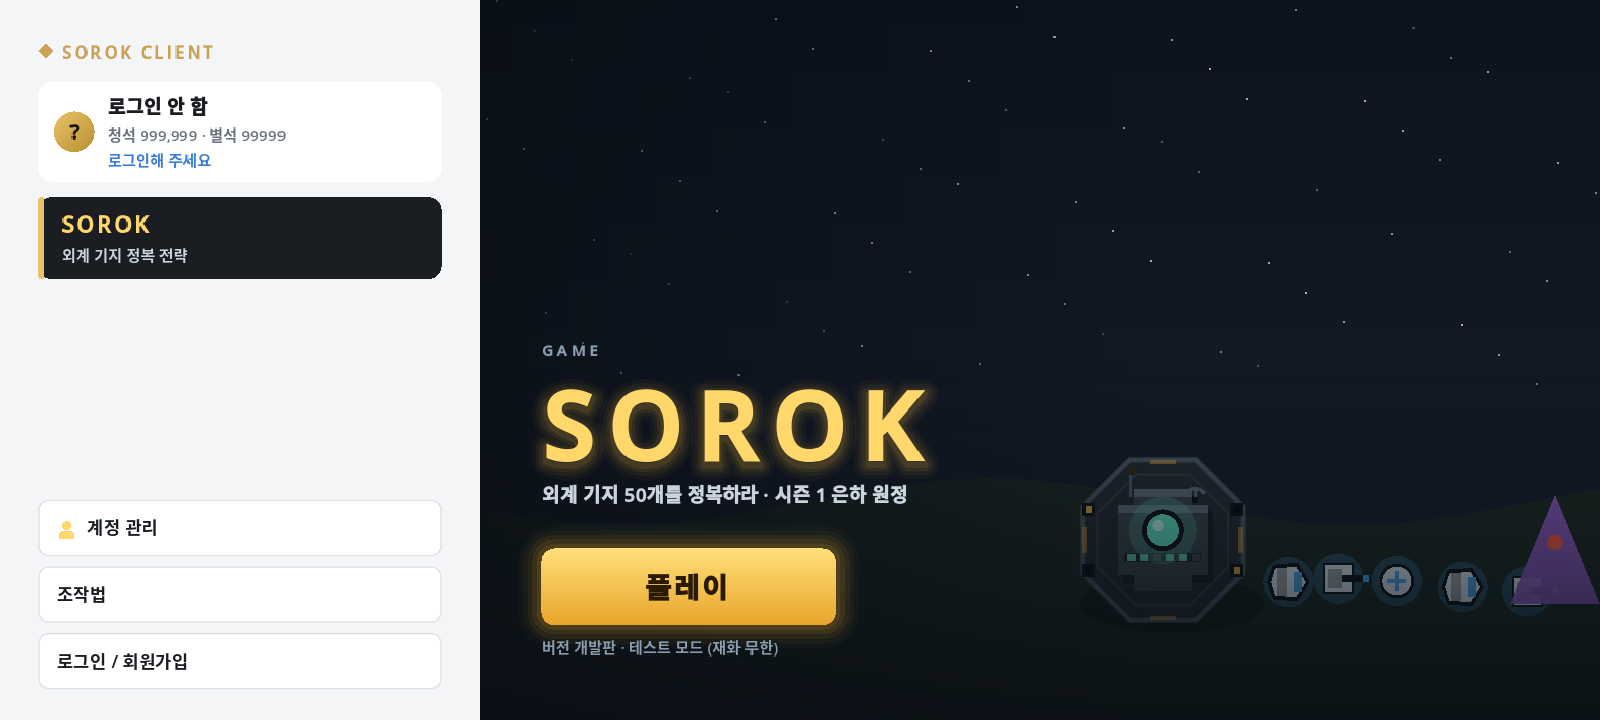 SOROK CLIENT
?
로그인 안 함
청석 999,999 · 별석 99999
로그인해 주세요
SOROK
외계 기지 정복 전략
계정 관리
조작법
로그인 / 회원가입
GAME
SOROK
외계 기지 50개를 정복하라 · 시즌 1 은하 원정
플레이
버전 개발판 · 테스트 모드 (재화 무한)